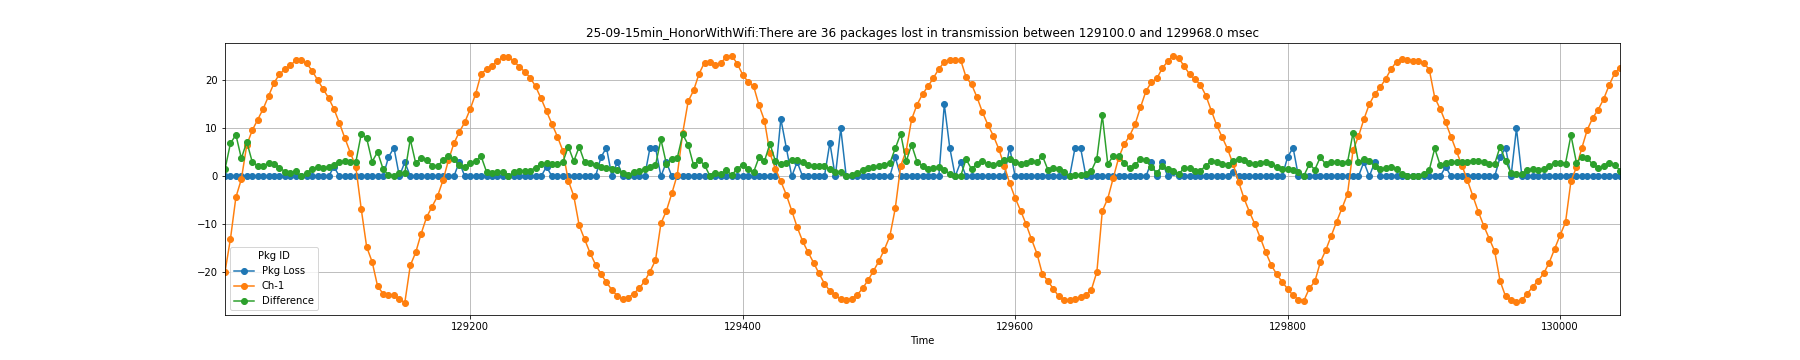 25-09-15min_HonorWithWifi:There are 36 packages lost in transmission between 129100.0 and 129968.0 msec
20
10
0
−10
−20
Pkg ID
Pkg Loss
Ch-1
Difference
129200 129400 129600 129800 130000
Time